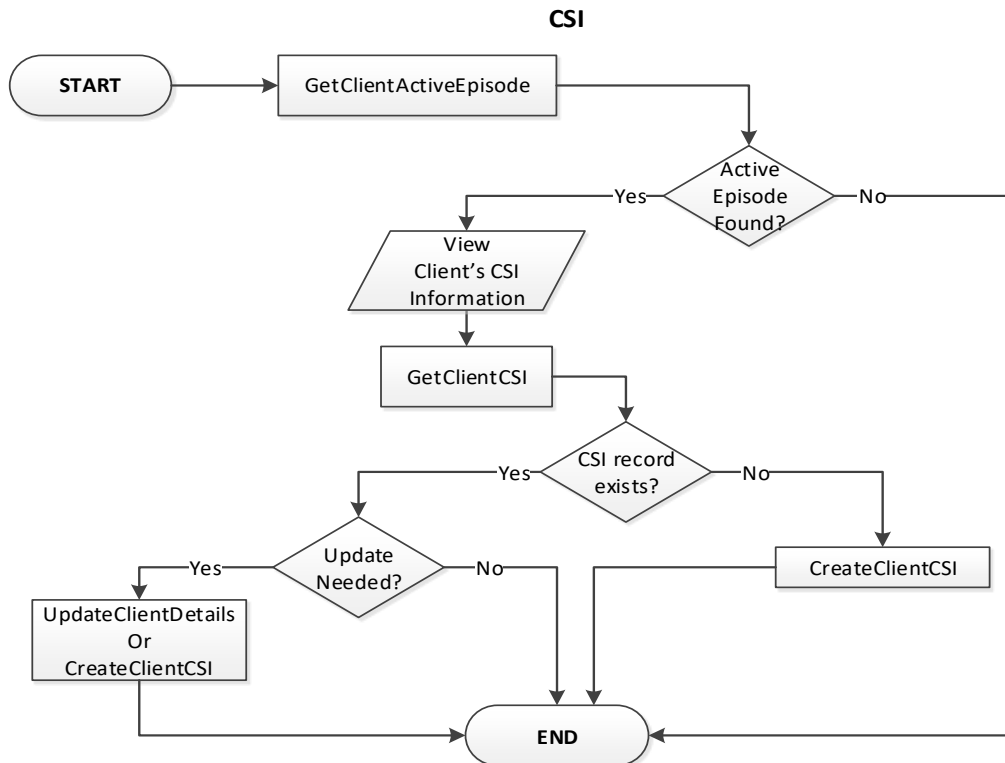 CSI
START
GetClientActiveEpisode
Active
Episode
Found?
Yes
No
View
Client’s CSI
Information
GetClientCSI
CSI record
exists?
Yes
No
Update
Needed?
Yes
No
CreateClientCSI
UpdateClientDetails
Or
CreateClientCSI
END